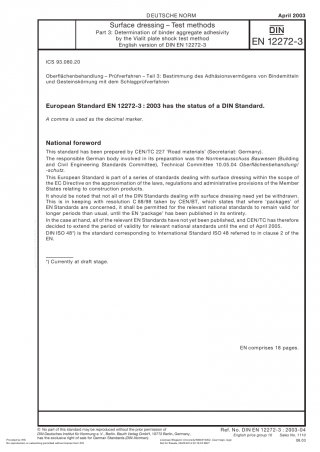 DEUTSCHE NORM
April 2003
Surface dressing – Test methods
Part 3: Determination of binder aggregate adhesivity
by the Vialit plate shock test method
English version of DIN EN 12272-3
DIN
EN 12272-3
ICS 93.080.20
Oberflächenbehandlung – Prüfverfahren – Teil 3: Bestimmung des Adhäsionsvermögens von Bindemitteln
und Gesteinskörnung mit dem Schlagprüfverfahren
European Standard EN 12272-3 : 2003 has the status of a DIN Standard.
A comma is used as the decimal marker.
National foreword
This standard has been prepared by CEN/TC 227 'Road materials' (Secretariat: Germany).
The responsible German body involved in its preparation was the Normenausschuss Bauwesen (Building
and Civil Engineering Standards Committee), Technical Committee 10.05.04 Oberflächenbehandlung/
-schutz.
This European Standard is part of a series of standards dealing with surface dressing within the scope of
the EC Directive on the approximation of the laws, regulations and administrative provisions of the Member
States relating to construction products.
It should be noted that not all of the DIN Standards dealing with surface dressing need yet be withdrawn.
This is in keeping with resolution C 88/98 taken by CEN/BT, which states that where 'packages' of
EN Standards are concerned, it shall be permitted for the relevant national standards to remain valid for
longer periods than usual, until the EN 'package' has been published in its entirety.
In the case at hand, all of the relevant EN Standards have not yet been published, and CEN/TC has therefore
decided to extend the period of validity for relevant national standards until the end of April 2005.
DIN ISO 48*) is the standard corresponding to International Standard ISO 48 referred to in clause 2 of the
EN.
*) Currently at draft stage.
EN comprises 18 pages.
© No part of this standard may be reproduced without the prior permission of
DIN Deutsches Institut für Normung e.V., Berlin. Beuth Verlag GmbH, 10772 Berlin, Germany,
has the exclusive right of sale for German Standards (DIN-Normen).
Ref. No. DIN EN 12272-3 : 2003-04
English price group 10 Sales No. 1110
09.03